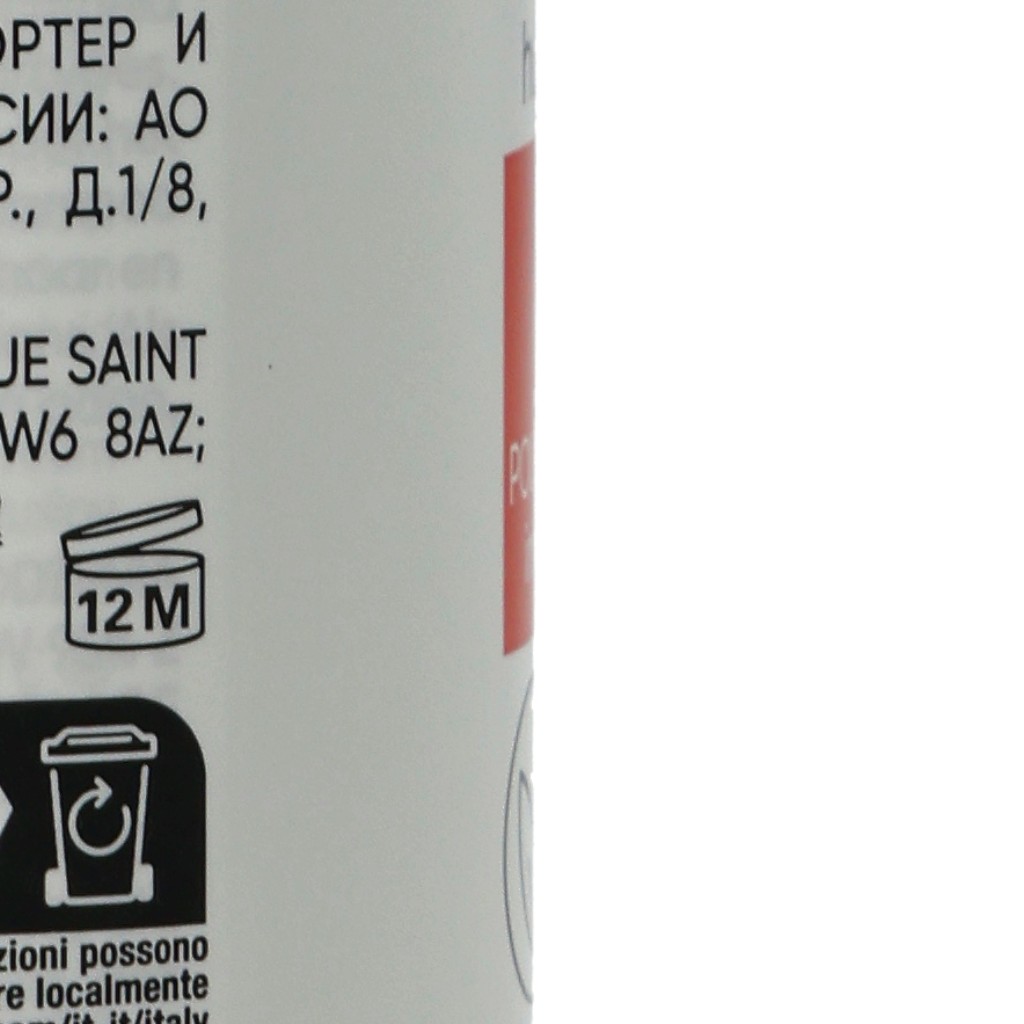 ОРТЕР И
СИИ: АО
Р., Д.1/8,
UE SAINT
W6 8AZ;
12 M
zioni possono
re localmente